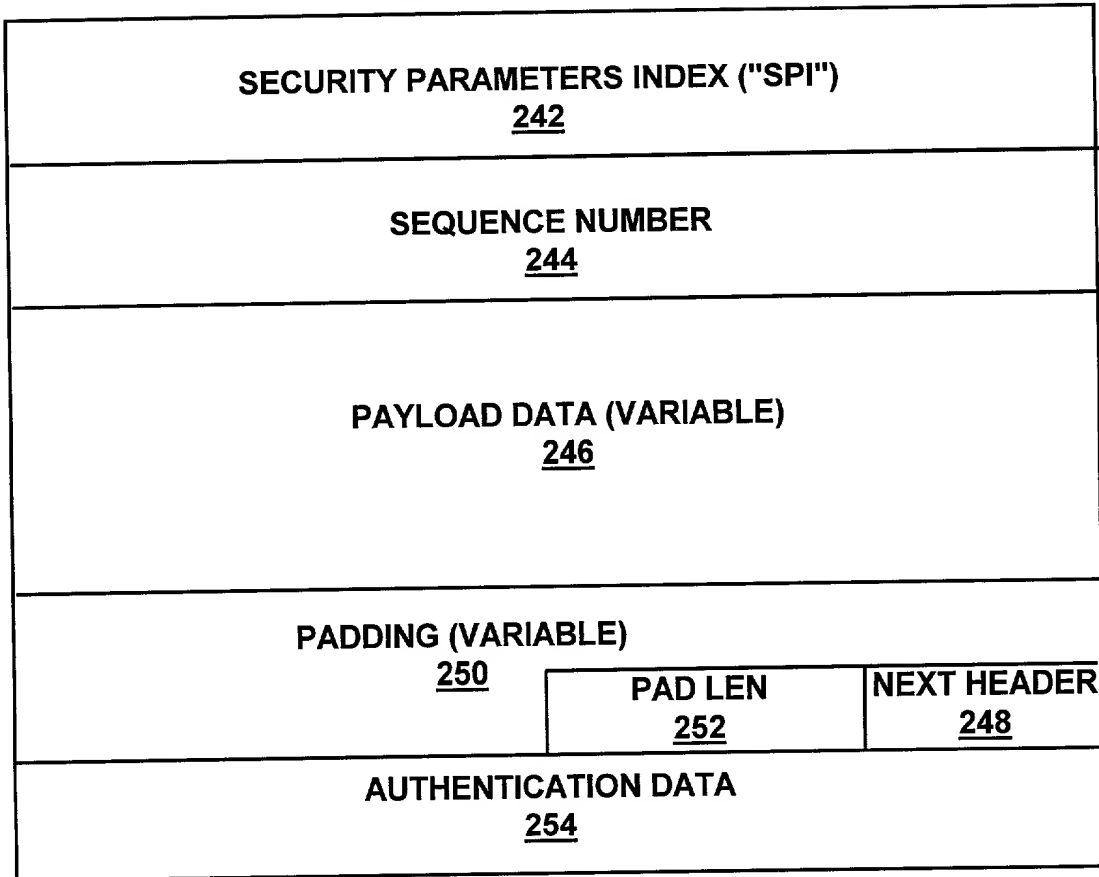 SECURITY PARAMETERS INDEX ("SPI")
242
SEQUENCE NUMBER
244
PAYLOAD DATA (VARIABLE)
246
PADDING (VARIABLE)
250
PAD LEN
252
NEXT HEADER
248
AUTHENTICATION DATA
254